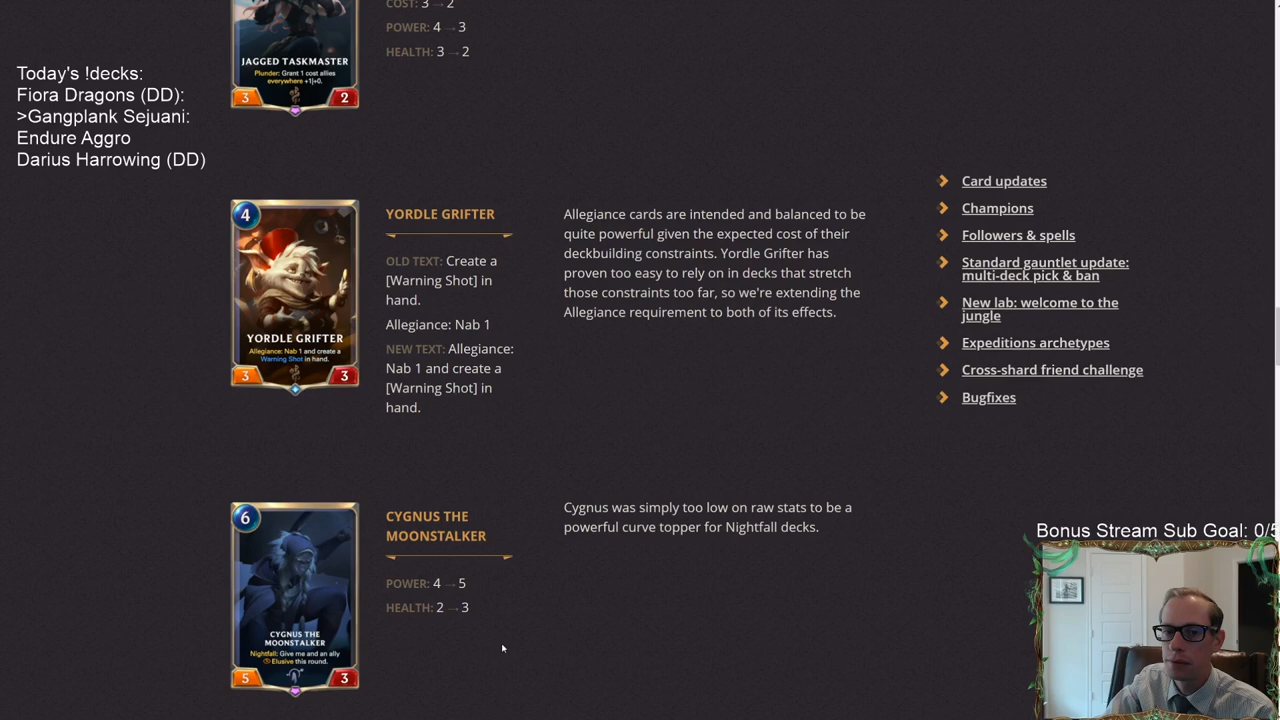 COST: 3 → 2
POWER: 4 → 3
HEALTH: 3 → 2
JAGGED TASKMASTER
Plunder: Grant 1 cost allies
everywhere +1|+0.
3
2
Today's !decks:
Fiora Dragons (DD):
>Gangplank Sejuani:
Endure Aggro
Darius Harrowing (DD)
4
YORDLE GRIFTER
Allegiance: Nab 1 and create a
Warning Shot in hand.
3
3
YORDLE GRIFTER
OLD TEXT: Create a
[Warning Shot] in
hand.
Allegiance: Nab 1
NEW TEXT: Allegiance:
Nab 1 and create a
[Warning Shot] in
hand.
Allegiance cards are intended and balanced to be
quite powerful given the expected cost of their
deckbuilding constraints. Yordle Grifter has
proven too easy to rely on in decks that stretch
those constraints too far, so we're extending the
Allegiance requirement to both of its effects.
Card updates
Champions
Followers & spells
Standard gauntlet update:
multi-deck pick & ban
New lab: welcome to the
jungle
Expeditions archetypes
Cross-shard friend challenge
Bugfixes
6
CYGNUS THE
MOONSTALKER
Nightfall: Give me and an ally
Elusive this round.
5
3
CYGNUS THE
MOONSTALKER
POWER: 4 → 5
HEALTH: 2 → 3
Cygnus was simply too low on raw stats to be a
powerful curve topper for Nightfall decks.
Bonus Stream Sub Goal: 0/5